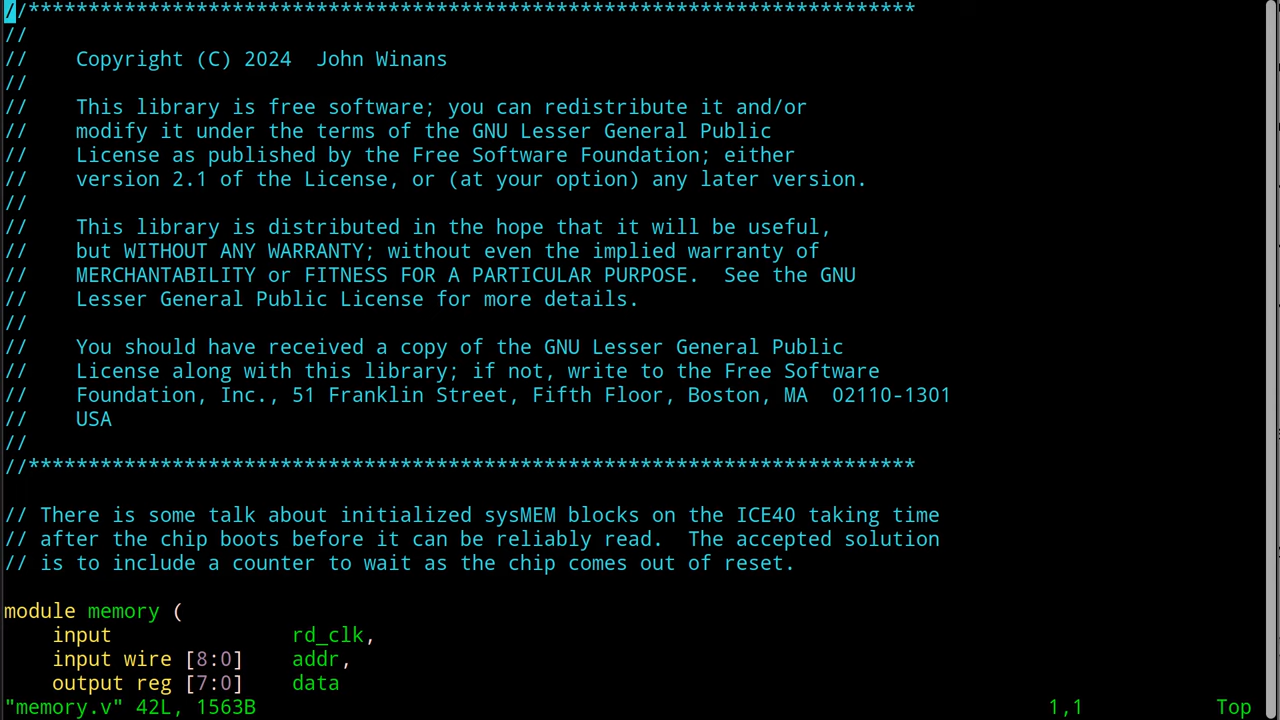 //**************************************************************************
//
//    Copyright (C) 2024  John Winans
//
//    This library is free software; you can redistribute it and/or
//    modify it under the terms of the GNU Lesser General Public
//    License as published by the Free Software Foundation; either
//    version 2.1 of the License, or (at your option) any later version.
//
//    This library is distributed in the hope that it will be useful,
//    but WITHOUT ANY WARRANTY; without even the implied warranty of
//    MERCHANTABILITY or FITNESS FOR A PARTICULAR PURPOSE.  See the GNU
//    Lesser General Public License for more details.
//
//    You should have received a copy of the GNU Lesser General Public
//    License along with this library; if not, write to the Free Software
//    Foundation, Inc., 51 Franklin Street, Fifth Floor, Boston, MA  02110-1301
//    USA
//
//**************************************************************************

// There is some talk about initialized sysMEM blocks on the ICE40 taking time
// after the chip boots before it can be reliably read.  The accepted solution
// is to include a counter to wait as the chip comes out of reset.

module memory (
    input               rd_clk,
    input wire [8:0]    addr,
    output reg [7:0]    data
"memory.v" 42L, 1563B                                                                  1,1           Top